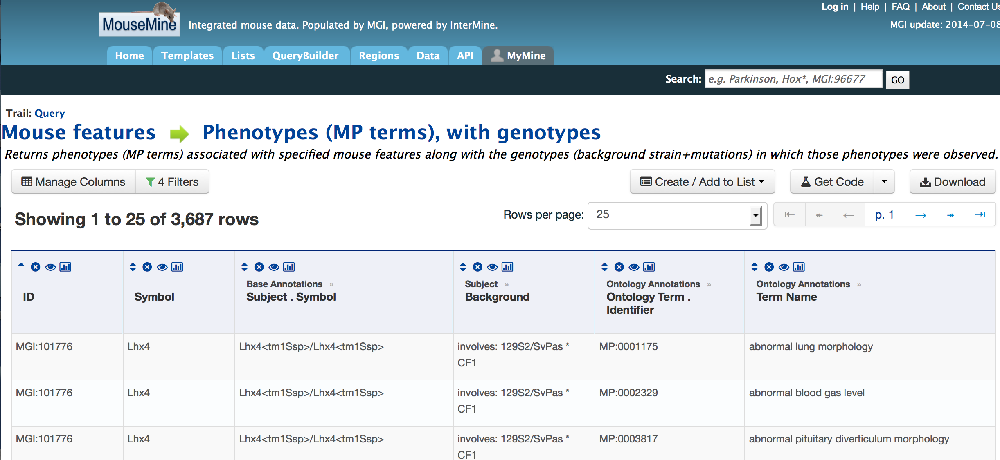 Log in | Help | FAQ | About | Contact Us
MouseMine
Integrated mouse data. Populated by MGI, powered by InterMine.
MGI update: 2014-07-08
Home Templates Lists QueryBuilder Regions Data API MyMine
Search: e.g. Parkinson, Hox*, MGI:96677 GO
Trail: Query
Mouse features Phenotypes (MP terms), with genotypes
Returns phenotypes (MP terms) associated with specified mouse features along with the genotypes (background strain+mutations) in which those phenotypes were observed.
Manage Columns 4 Filters Create / Add to List Get Code Download
Showing 1 to 25 of 3,687 rows Rows per page: 25 p. 1
Base Annotations » Subject » Ontology Annotations » Ontology Annotations »
ID Symbol Subject . Symbol Background Ontology Term . Term Name
Identifier
MGI:101776 Lhx4 Lhx4<tm1Ssp>/Lhx4<tm1Ssp> involves: 129S2/SvPas * MP:0001175 abnormal lung morphology
CF1
MGI:101776 Lhx4 Lhx4<tm1Ssp>/Lhx4<tm1Ssp> involves: 129S2/SvPas * MP:0002329 abnormal blood gas level
CF1
MGI:101776 Lhx4 Lhx4<tm1Ssp>/Lhx4<tm1Ssp> involves: 129S2/SvPas * MP:0003817 abnormal pituitary diverticulum morphology
CF1